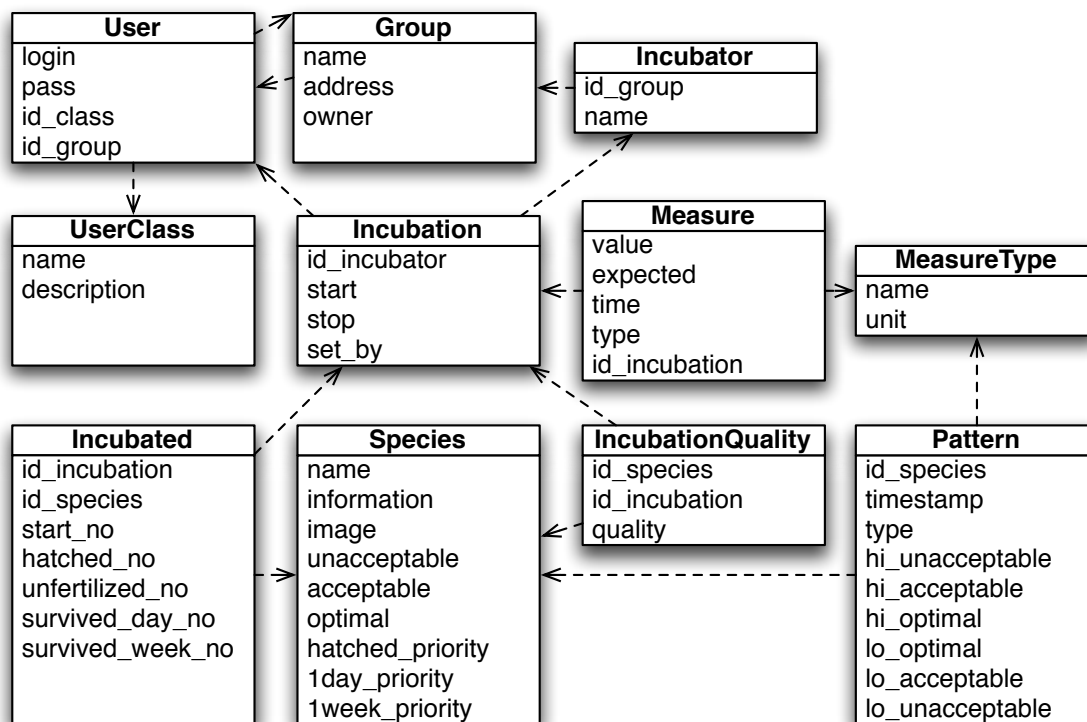 User
login
pass
id_class
id_group
Group
name
address
owner
Incubator
id_group
name
UserClass
name
description
Incubation
id_incubator
start
stop
set_by
Measure
value
expected
time
type
id_incubation
MeasureType
name
unit
Incubated
id_incubation
id_species
start_no
hatched_no
unfertilized_no
survived_day_no
survived_week_no
Species
name
information
image
unacceptable
acceptable
optimal
hatched_priority
1day_priority
1week_priority
IncubationQuality
id_species
id_incubation
quality
Pattern
id_species
timestamp
type
hi_unacceptable
hi_acceptable
hi_optimal
lo_optimal
lo_acceptable
lo_unacceptable